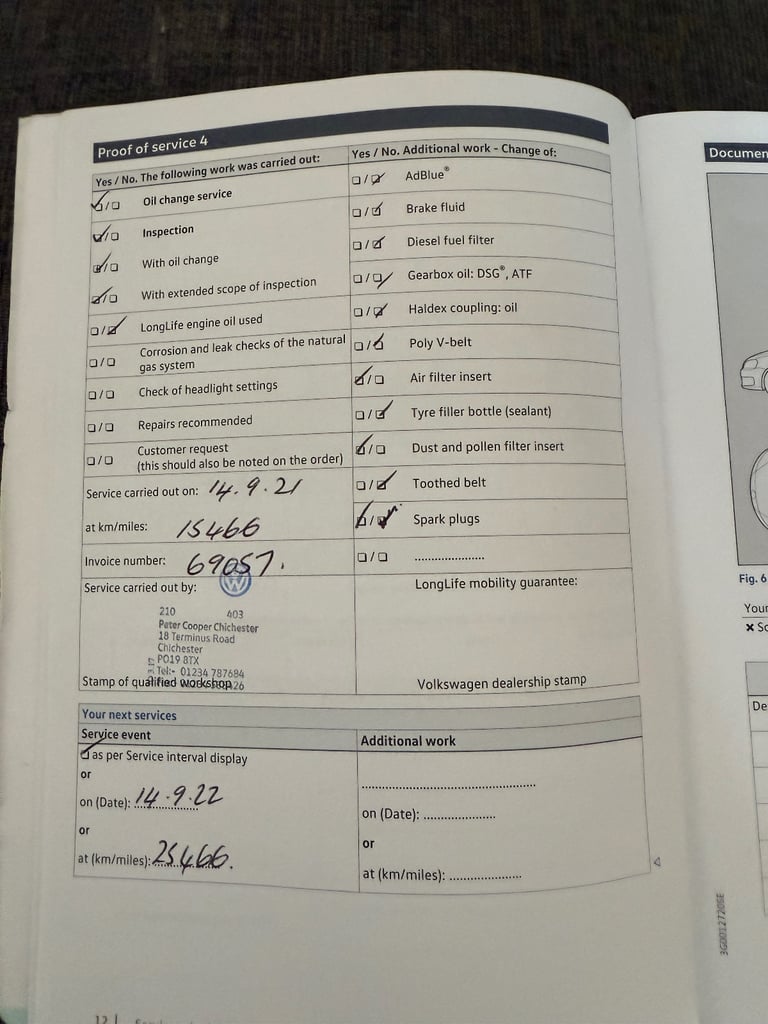 Proof of service 4
Yes / No. The following work was carried out:
Oil change service
Inspection
With oil change
With extended scope of inspection
LongLife engine oil used
Corrosion and leak checks of the natural
gas system
Check of headlight settings
Repairs recommended
Customer request
(this should also be noted on the order)
Service carried out on: 14.9.21
at km/miles: 15466
Invoice number: 69057.
Service carried out by:
210 403
Peter Cooper Chichester
18 Terminus Road
Chichester
PO19 8TX
Tel:- 01234 787684
Stamp of qualified workshop
Yes / No. Additional work - Change of:
AdBlue®
Brake fluid
Diesel fuel filter
Gearbox oil: DSG®, ATF
Haldex coupling: oil
Poly V-belt
Air filter insert
Tyre filler bottle (sealant)
Dust and pollen filter insert
Toothed belt
Spark plugs
LongLife mobility guarantee:
Volkswagen dealership stamp
Your next services
Service event
as per Service interval display
or
on (Date): 14.9.22
or
at (km/miles): 25466.
Additional work
on (Date):
or
at (km/miles):
12
3G0012720SE
Documen
Fig. 6
Your
De